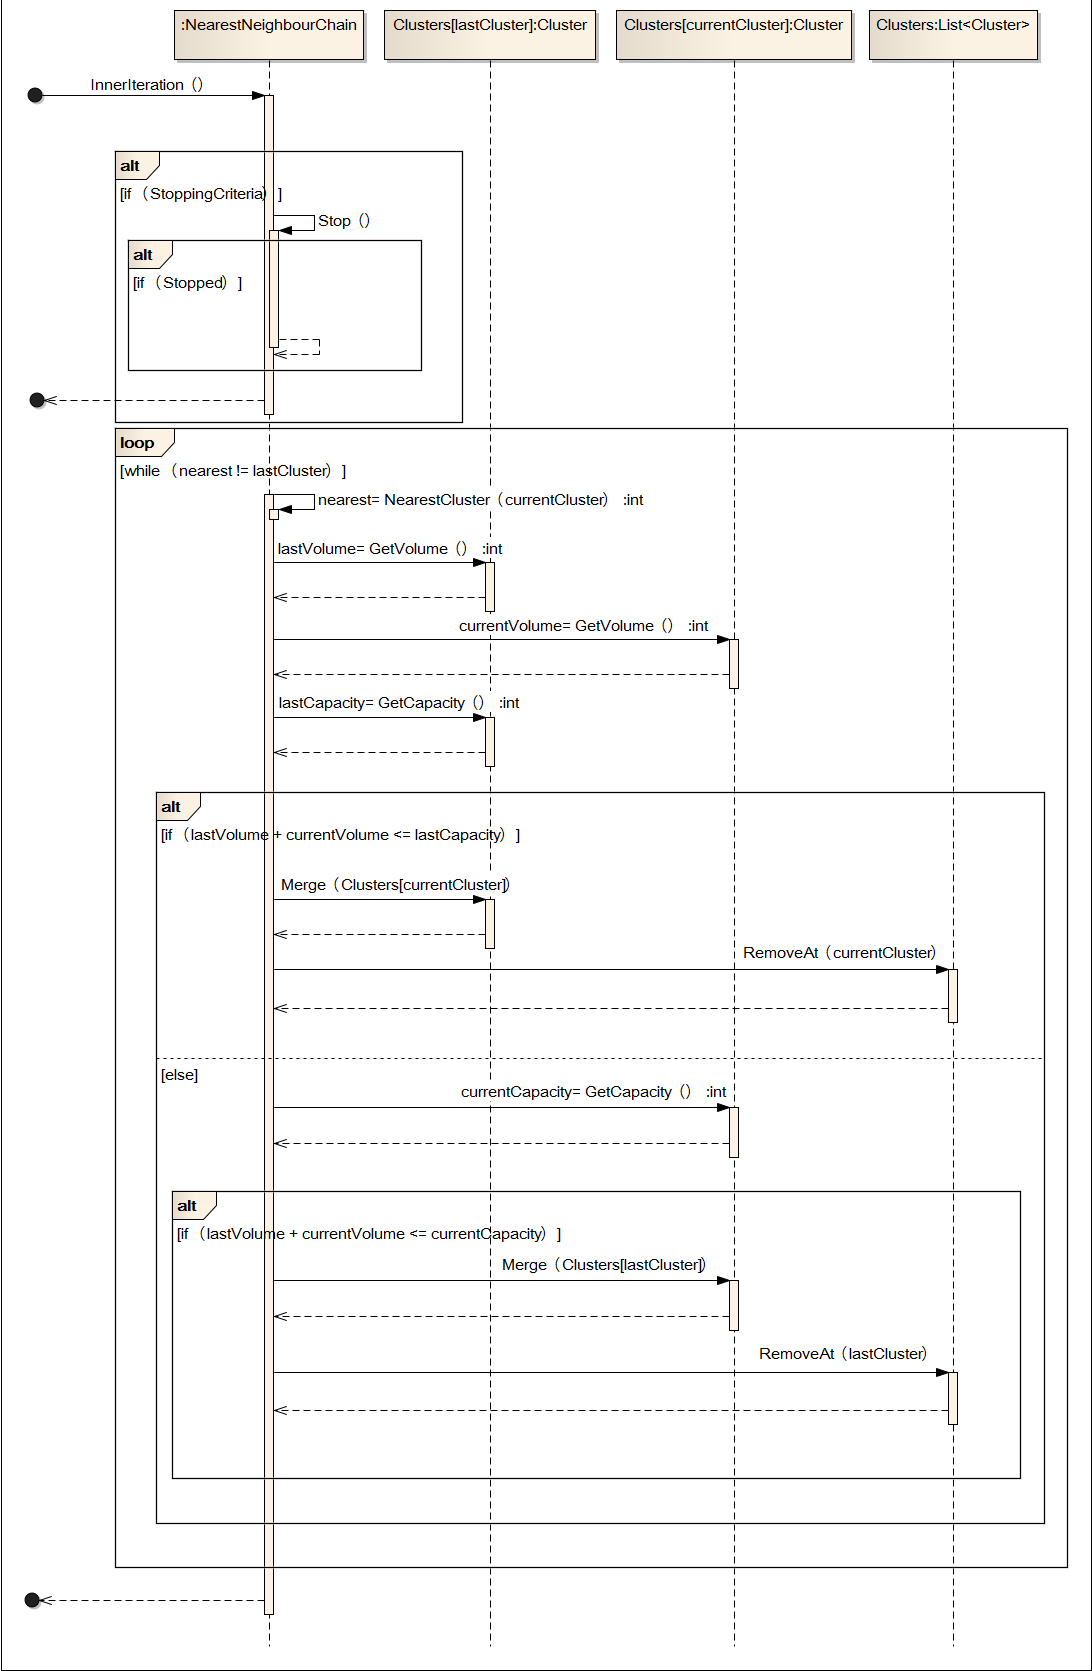 :NearestNeighbourChain
Clusters[lastCluster]:Cluster
Clusters[currentCluster]:Cluster
Clusters:List<Cluster>
InnerIteration ()
alt
[if (StoppingCriteria) ]
Stop ()
alt
[if (Stopped) ]
loop
[while (nearest != lastCluster) ]
nearest= NearestCluster (currentCluster) :int
lastVolume= GetVolume () :int
currentVolume= GetVolume () :int
lastCapacity= GetCapacity () :int
alt
[if (lastVolume + currentVolume <= lastCapacity) ]
Merge (Clusters[currentCluster])
RemoveAt (currentCluster)
[else]
currentCapacity= GetCapacity () :int
alt
[if (lastVolume + currentVolume <= currentCapacity) ]
Merge (Clusters[lastCluster])
RemoveAt (lastCluster)